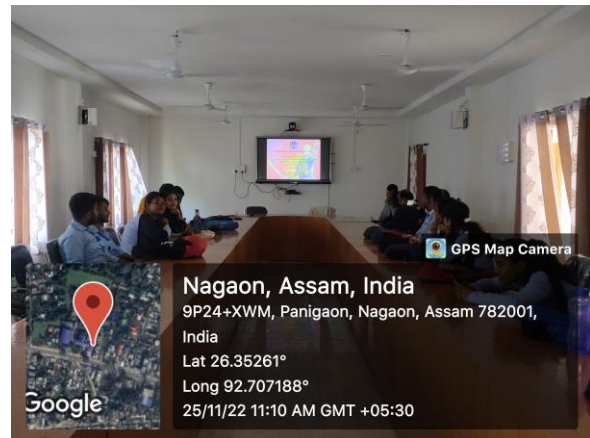 GPS Map Camera
Nagaon, Assam, India
9P24+XWM, Panigaon, Nagaon, Assam 782001,
India
Lat 26.35261°
Long 92.707188°
25/11/22 11:10 AM GMT +05:30
Google